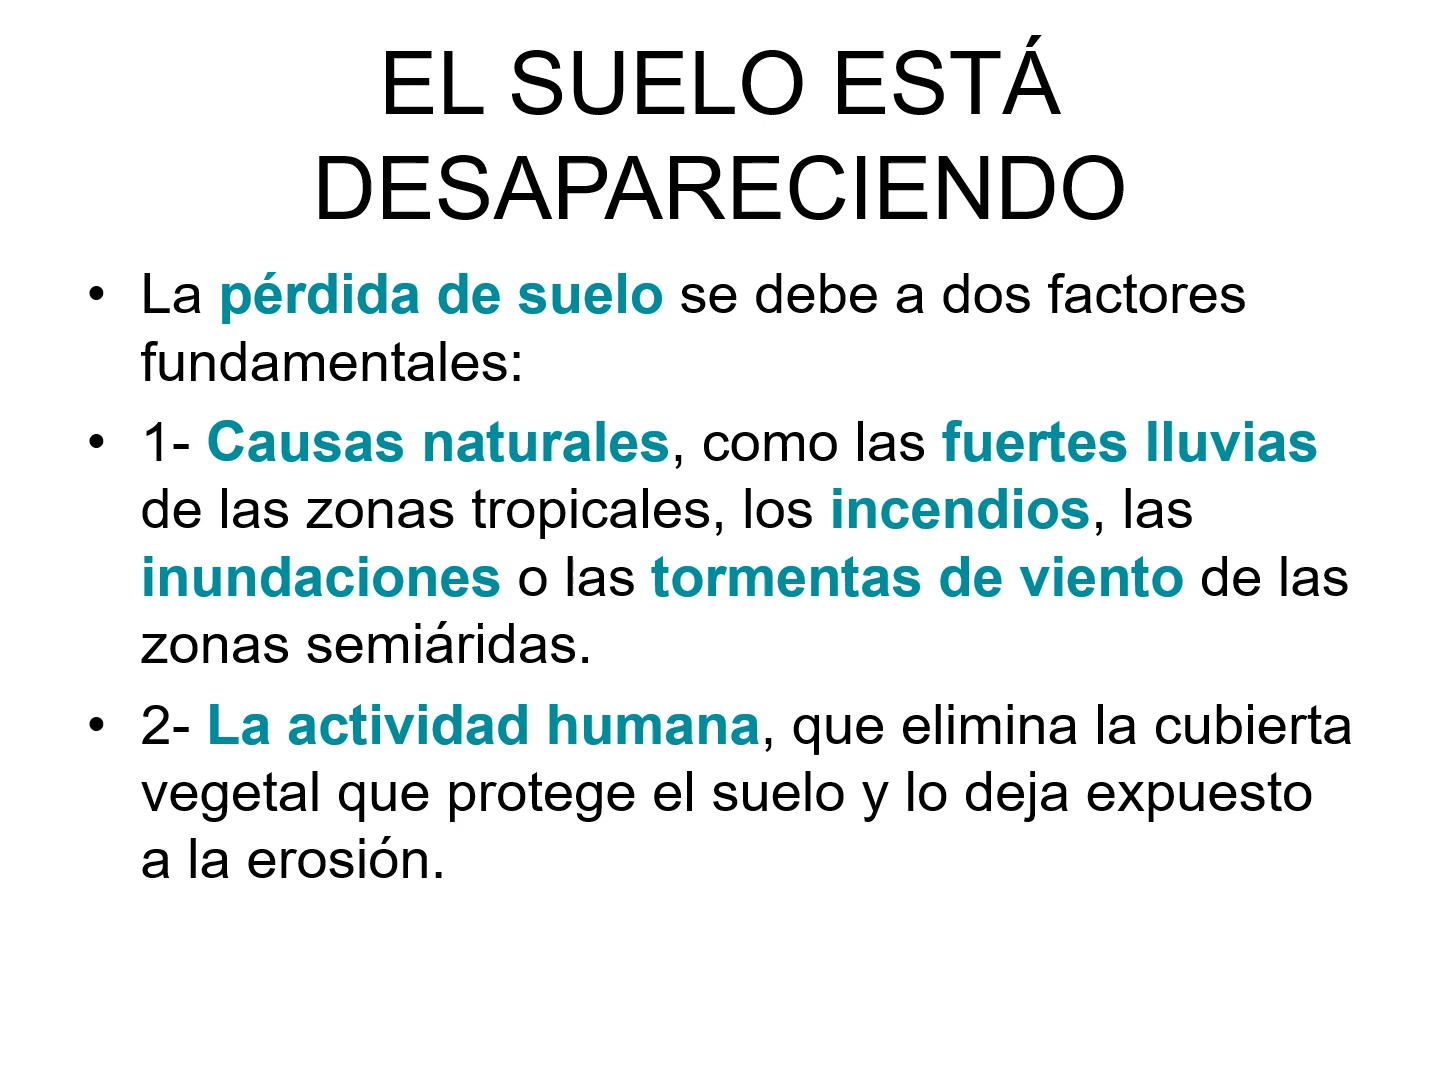 EL SUELO ESTÁ
DESAPARECIENDO
• La pérdida de suelo se debe a dos factores
fundamentales:
• 1- Causas naturales, como las fuertes lluvias
de las zonas tropicales, los incendios, las
inundaciones o las tormentas de viento de las
zonas semiáridas.
• 2- La actividad humana, que elimina la cubierta
vegetal que protege el suelo y lo deja expuesto
a la erosión.